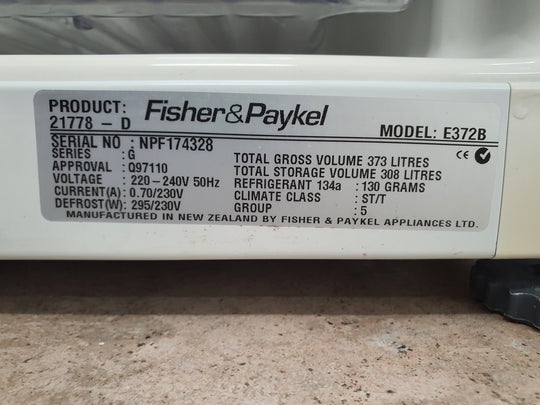 PRODUCT: Fisher&Paykel
21778 - D MODEL: E372B
SERIAL NO : NPF174328
SERIES : G TOTAL GROSS VOLUME 373 LITRES
APPROVAL : Q97110 TOTAL STORAGE VOLUME 308 LITRES
VOLTAGE : 220-240V 50Hz REFRIGERANT 134a : 130 GRAMS
CURRENT(A): 0.70/230V CLIMATE CLASS : ST/T
DEFROST(W): 295/230V GROUP : 5
MANUFACTURED IN NEW ZEALAND BY FISHER & PAYKEL APPLIANCES LTD.